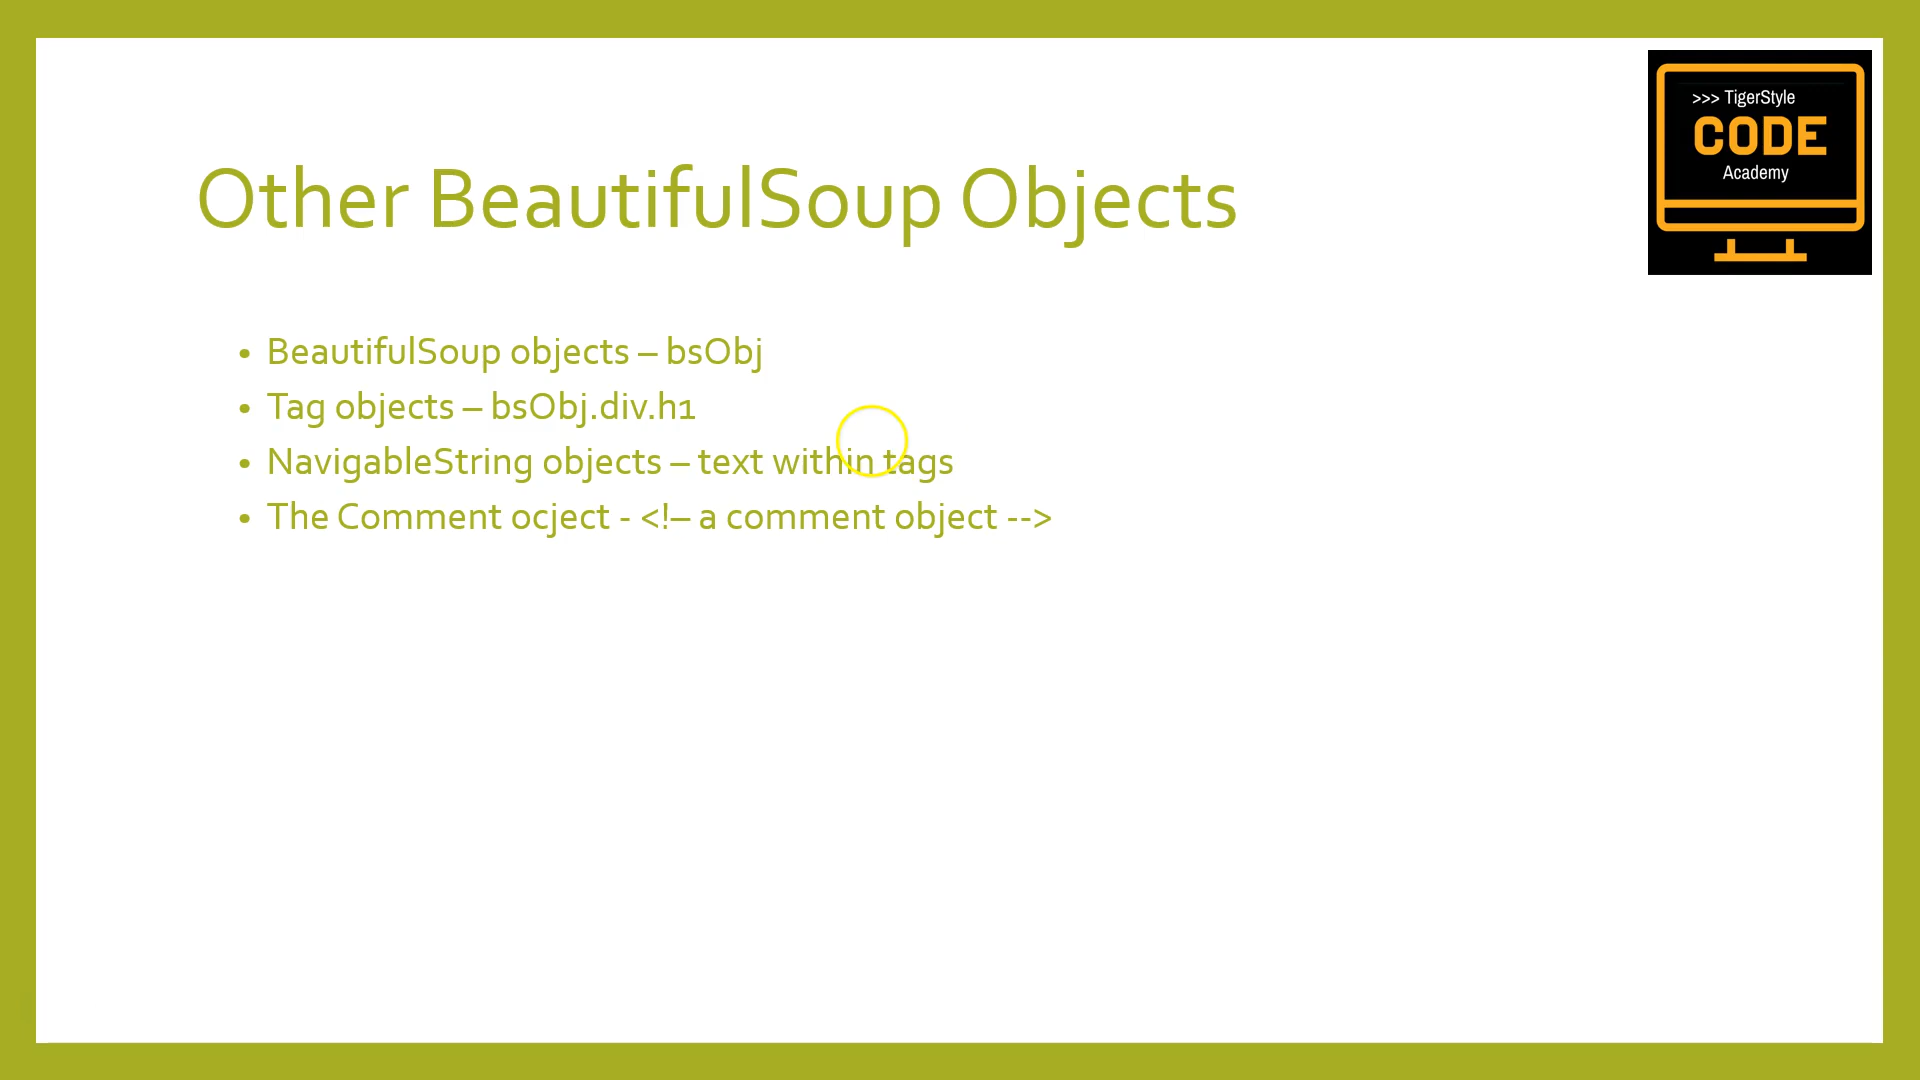 >>> TigerStyle
CODE
Academy
Other BeautifulSoup Objects
• BeautifulSoup objects – bsObj
• Tag objects – bsObj.div.h1
• NavigableString objects – text within tags
• The Comment ocject - <!– a comment object -->